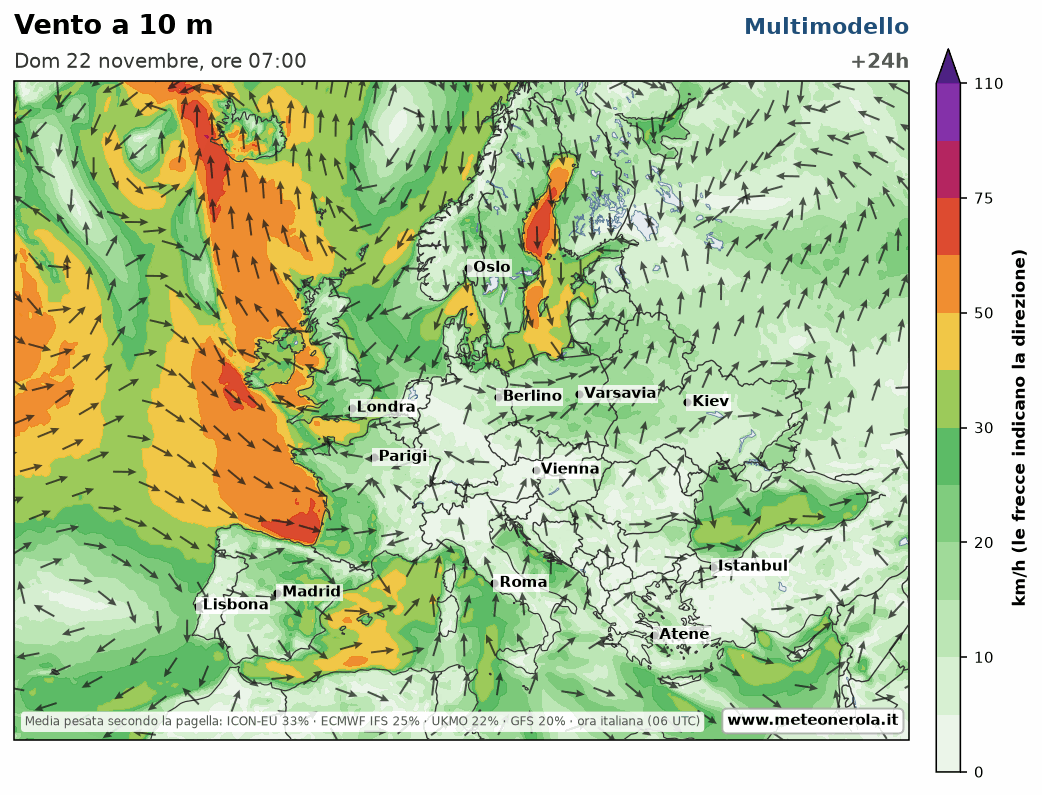 Vento a 10 m
Multimodello
Dom 22 novembre, ore 07:00
+24h
110
75
50
30
20
10
0
km/h (le frecce indicano la direzione)
Oslo
Berlino
Varsavia
Kiev
Londra
Parigi
Vienna
Istanbul
Roma
Madrid
Lisbona
Atene
Media pesata secondo la pagella: ICON-EU 33% · ECMWF IFS 25% · UKMO 22% · GFS 20% · ora italiana (06 UTC)
www.meteonerola.it